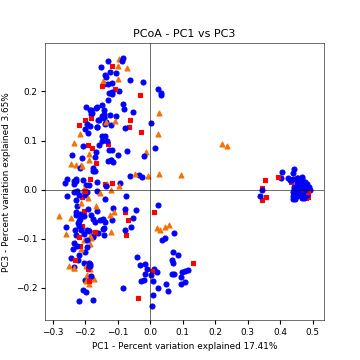 PCoA - PC1 vs PC3
PC3 - Percent variation explained 3.65%
0.2
0.1
0.0
−0.1
−0.2
−0.3 −0.2 −0.1 0.0 0.1 0.2 0.3 0.4 0.5
PC1 - Percent variation explained 17.41%